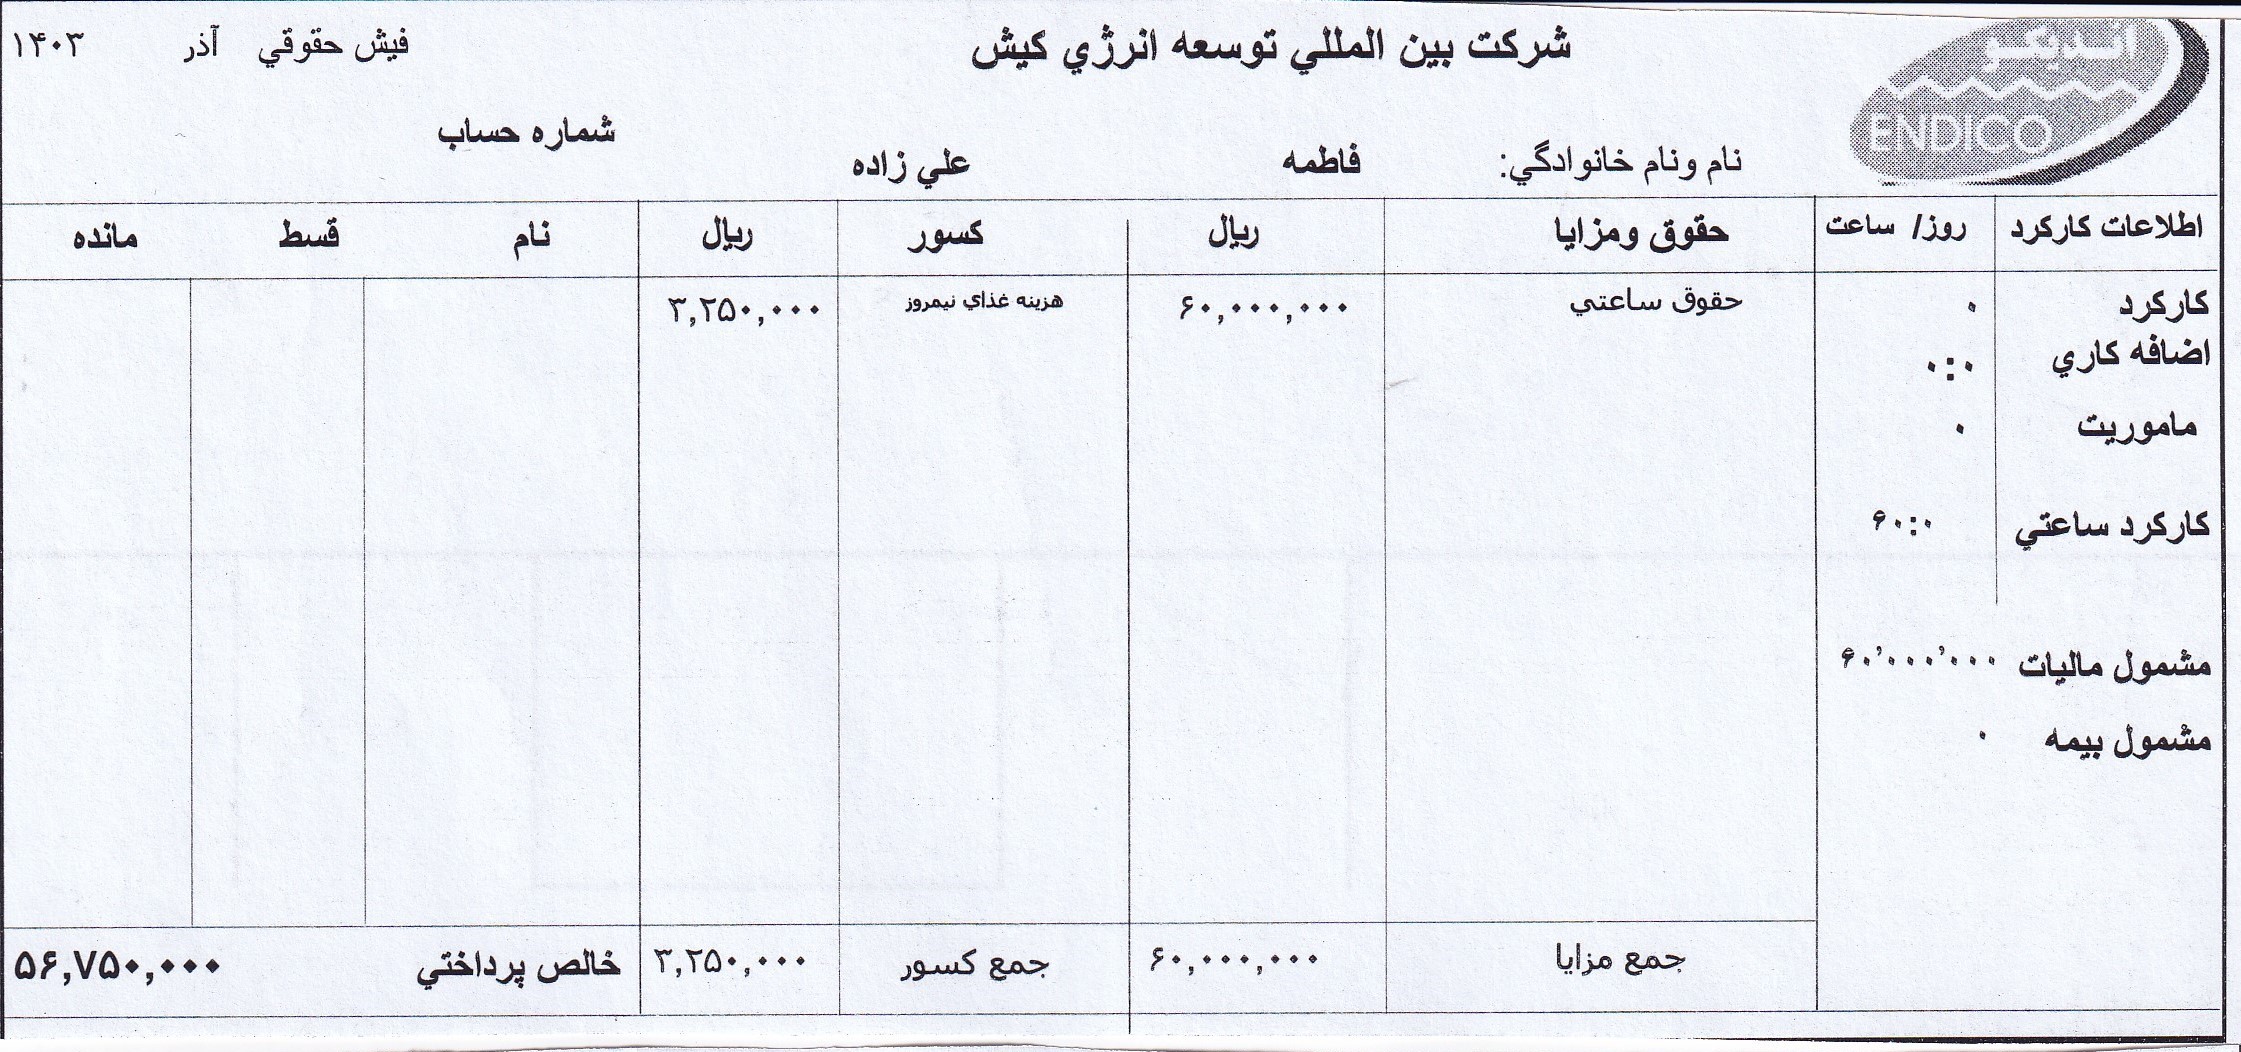 انديكو
ENDICO
شركت بين المللي توسعه انرژي كيش
فيش حقوقي آذر ۱۴۰۳
شماره حساب
نام ونام خانوادگي: فاطمه علي زاده
اطلاعات كاركرد روز/ ساعت حقوق ومزايا ريال كسور ريال نام قسط مانده
كاركرد ۰ حقوق ساعتي ۶۰,۰۰۰,۰۰۰ هزينه غذاي نيمروز ۳,۲۵۰,۰۰۰
اضافه كاري ۰:۰
ماموريت ۰
كاركرد ساعتي ۶۰:۰
مشمول ماليات ۶۰٬۰۰۰٬۰۰۰
مشمول بيمه ۰
جمع مزايا ۶۰,۰۰۰,۰۰۰ جمع كسور ۳,۲۵۰,۰۰۰ خالص پرداختي ۵۶,۷۵۰,۰۰۰